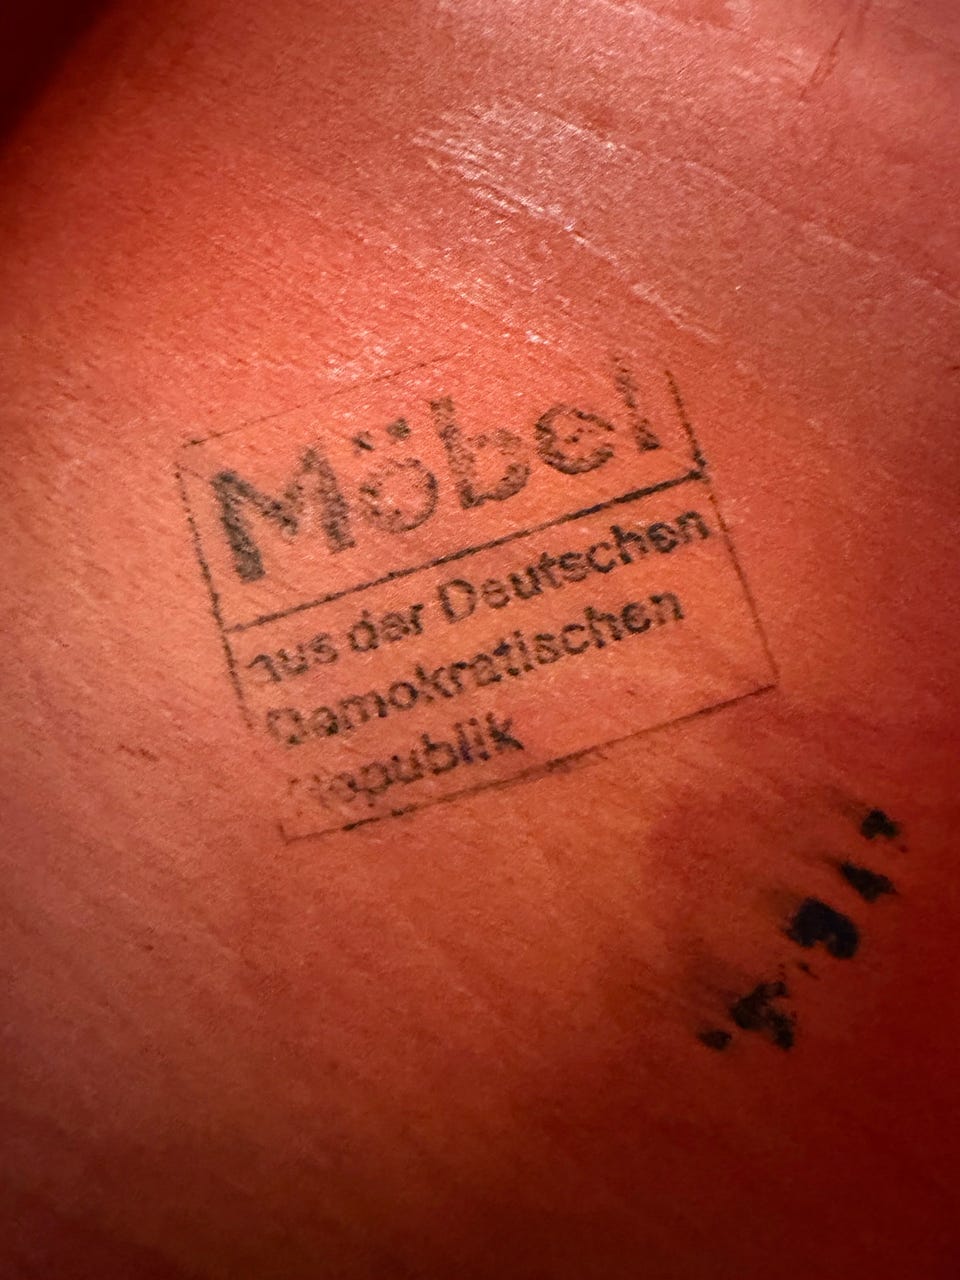 Möbel
aus der Deutschen
Demokratischen
Republik